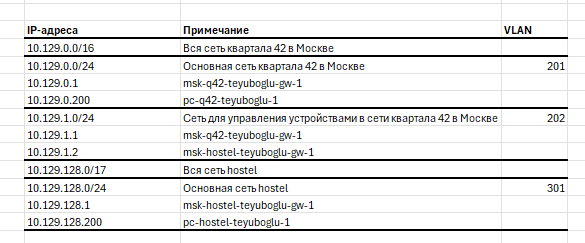 IP-адреса Примечание VLAN
10.129.0.0/16 Вся сеть квартала 42 в Москве
10.129.0.0/24 Основная сеть квартала 42 в Москве 201
10.129.0.1 msk-q42-teyuboglu-gw-1
10.129.0.200 pc-q42-teyuboglu-1
10.129.1.0/24 Сеть для управления устройствами в сети квартала 42 в Москве 202
10.129.1.1 msk-q42-teyuboglu-gw-1
10.129.1.2 msk-hostel-teyuboglu-gw-1
10.129.128.0/17 Вся сеть hostel
10.129.128.0/24 Основная сеть hostel 301
10.129.128.1 msk-hostel-teyuboglu-gw-1
10.129.128.200 pc-hostel-teyuboglu-1